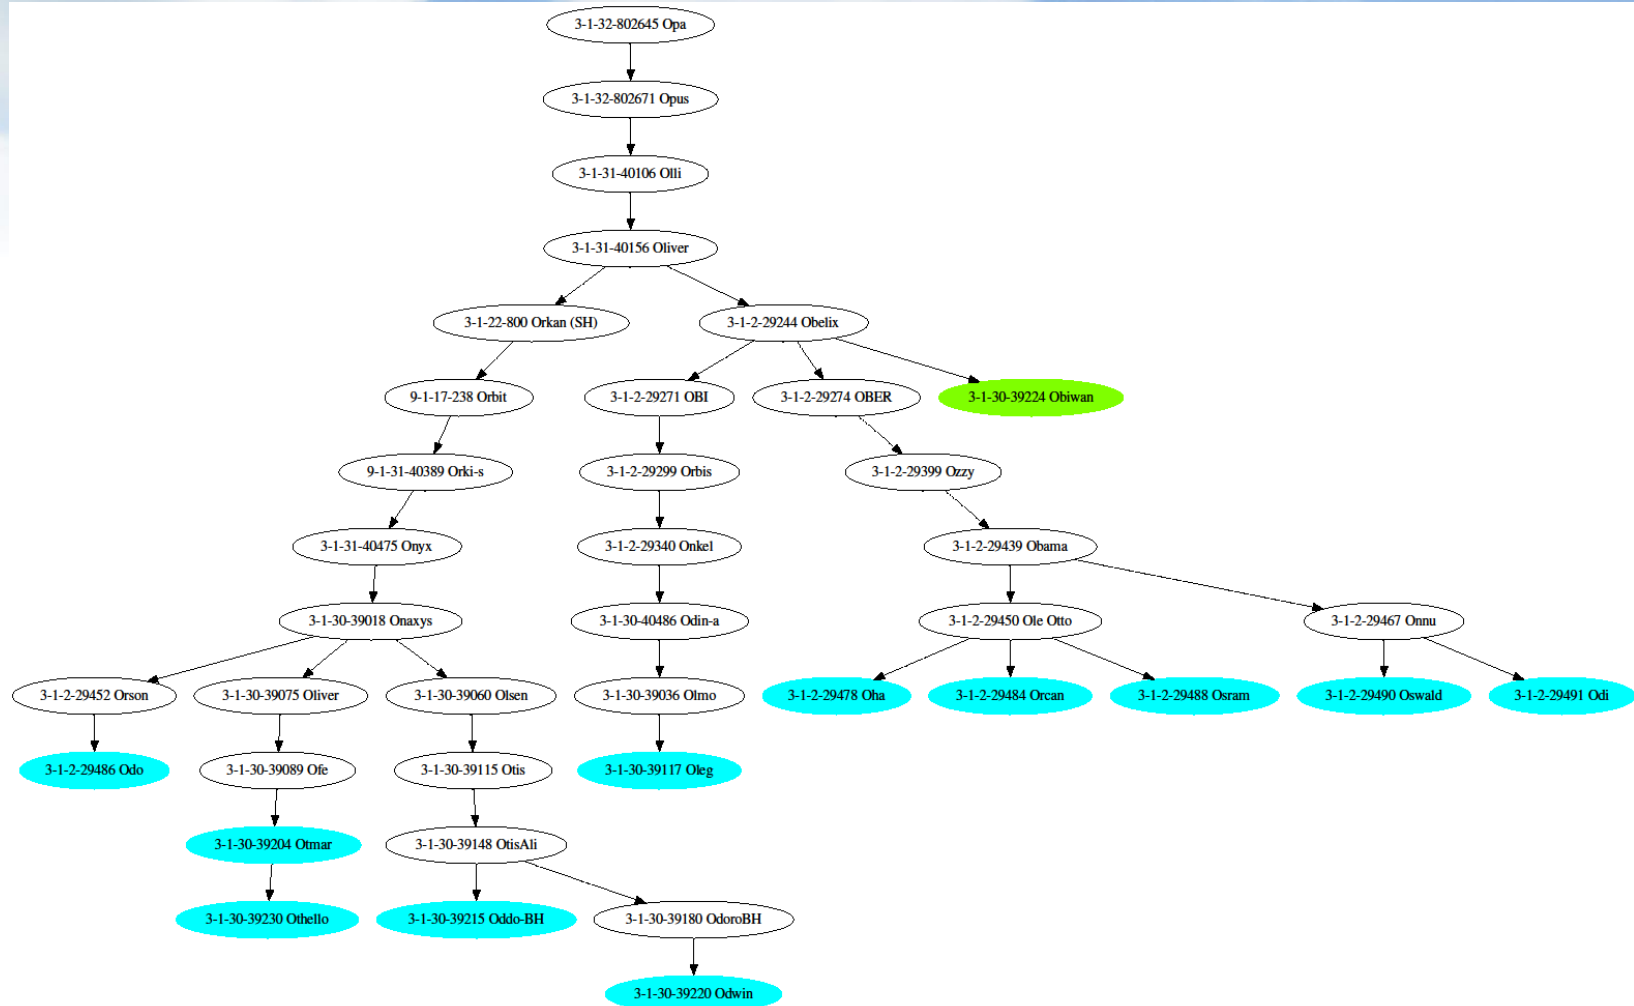 3-1-32-802645 Opa
3-1-32-802671 Opus
3-1-31-40106 Olli
3-1-31-40156 Oliver
3-1-22-800 Orkan (SH)
3-1-2-29244 Obelix
9-1-17-238 Orbit
3-1-2-29271 OBI
3-1-2-29274 OBER
3-1-30-39224 Obiwan
9-1-31-40389 Orki-s
3-1-2-29299 Orbis
3-1-2-29399 Ozzy
3-1-31-40475 Onyx
3-1-2-29340 Onkel
3-1-2-29439 Obama
3-1-30-39018 Onaxys
3-1-30-40486 Odin-a
3-1-2-29450 Ole Otto
3-1-2-29467 Onnu
3-1-2-29452 Orson
3-1-30-39075 Oliver
3-1-30-39060 Olsen
3-1-30-39036 Olmo
3-1-2-29478 Oha
3-1-2-29484 Orcan
3-1-2-29488 Osram
3-1-2-29490 Oswald
3-1-2-29491 Odi
3-1-2-29486 Odo
3-1-30-39089 Ofe
3-1-30-39115 Otis
3-1-30-39117 Oleg
3-1-30-39204 Otmar
3-1-30-39148 OtisAli
3-1-30-39230 Othello
3-1-30-39215 Oddo-BH
3-1-30-39180 OdoroBH
3-1-30-39220 Odwin